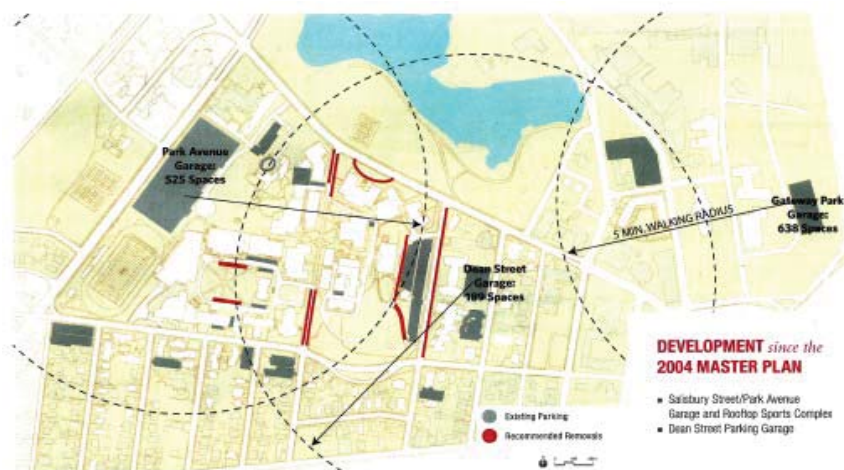 Park Avenue
Garage:
525 Spaces
Gateway Park
Garage:
638 Spaces
5 MIN. WALKING RADIUS
Dean Street
Garage:
189 Spaces
DEVELOPMENT since the
2004 MASTER PLAN
▪ Salisbury Street/Park Avenue
Garage and Rooftop Sports Complex
▪ Dean Street Parking Garage
Existing Parking
Recommended Removals